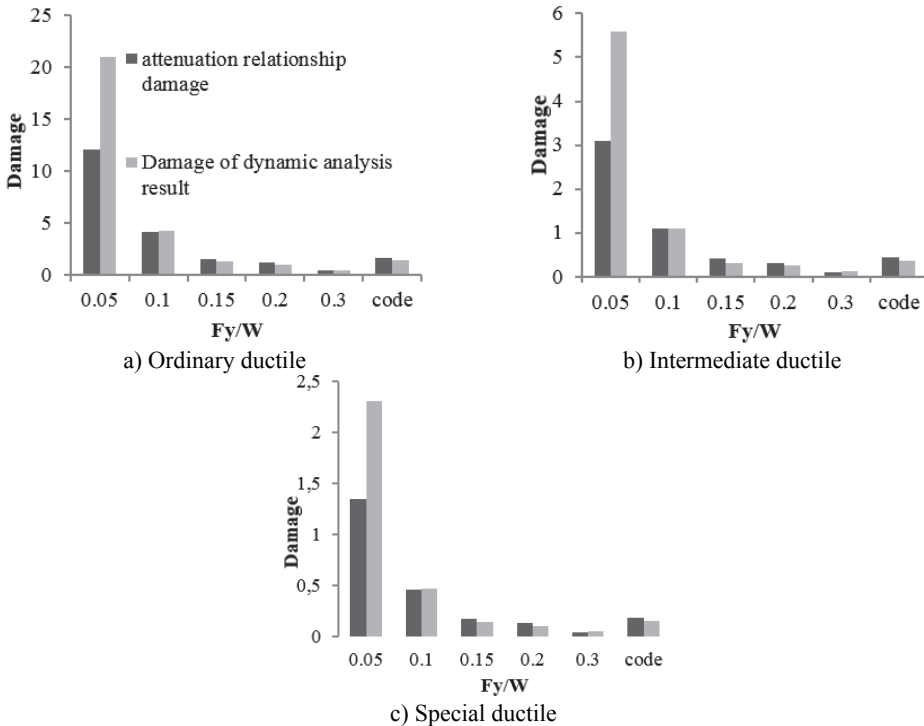 25
20
15
10
5
0
Damage
attenuation relationship
damage
Damage of dynamic analysis
result
0.05 0.1 0.15 0.2 0.3 code
Fy/W
a) Ordinary ductile
6
5
4
3
2
1
0
Damage
0.05 0.1 0.15 0.2 0.3 code
Fy/W
b) Intermediate ductile
2,5
2
1,5
1
0,5
0
Damage
0.05 0.1 0.15 0.2 0.3 code
Fy/W
c) Special ductile